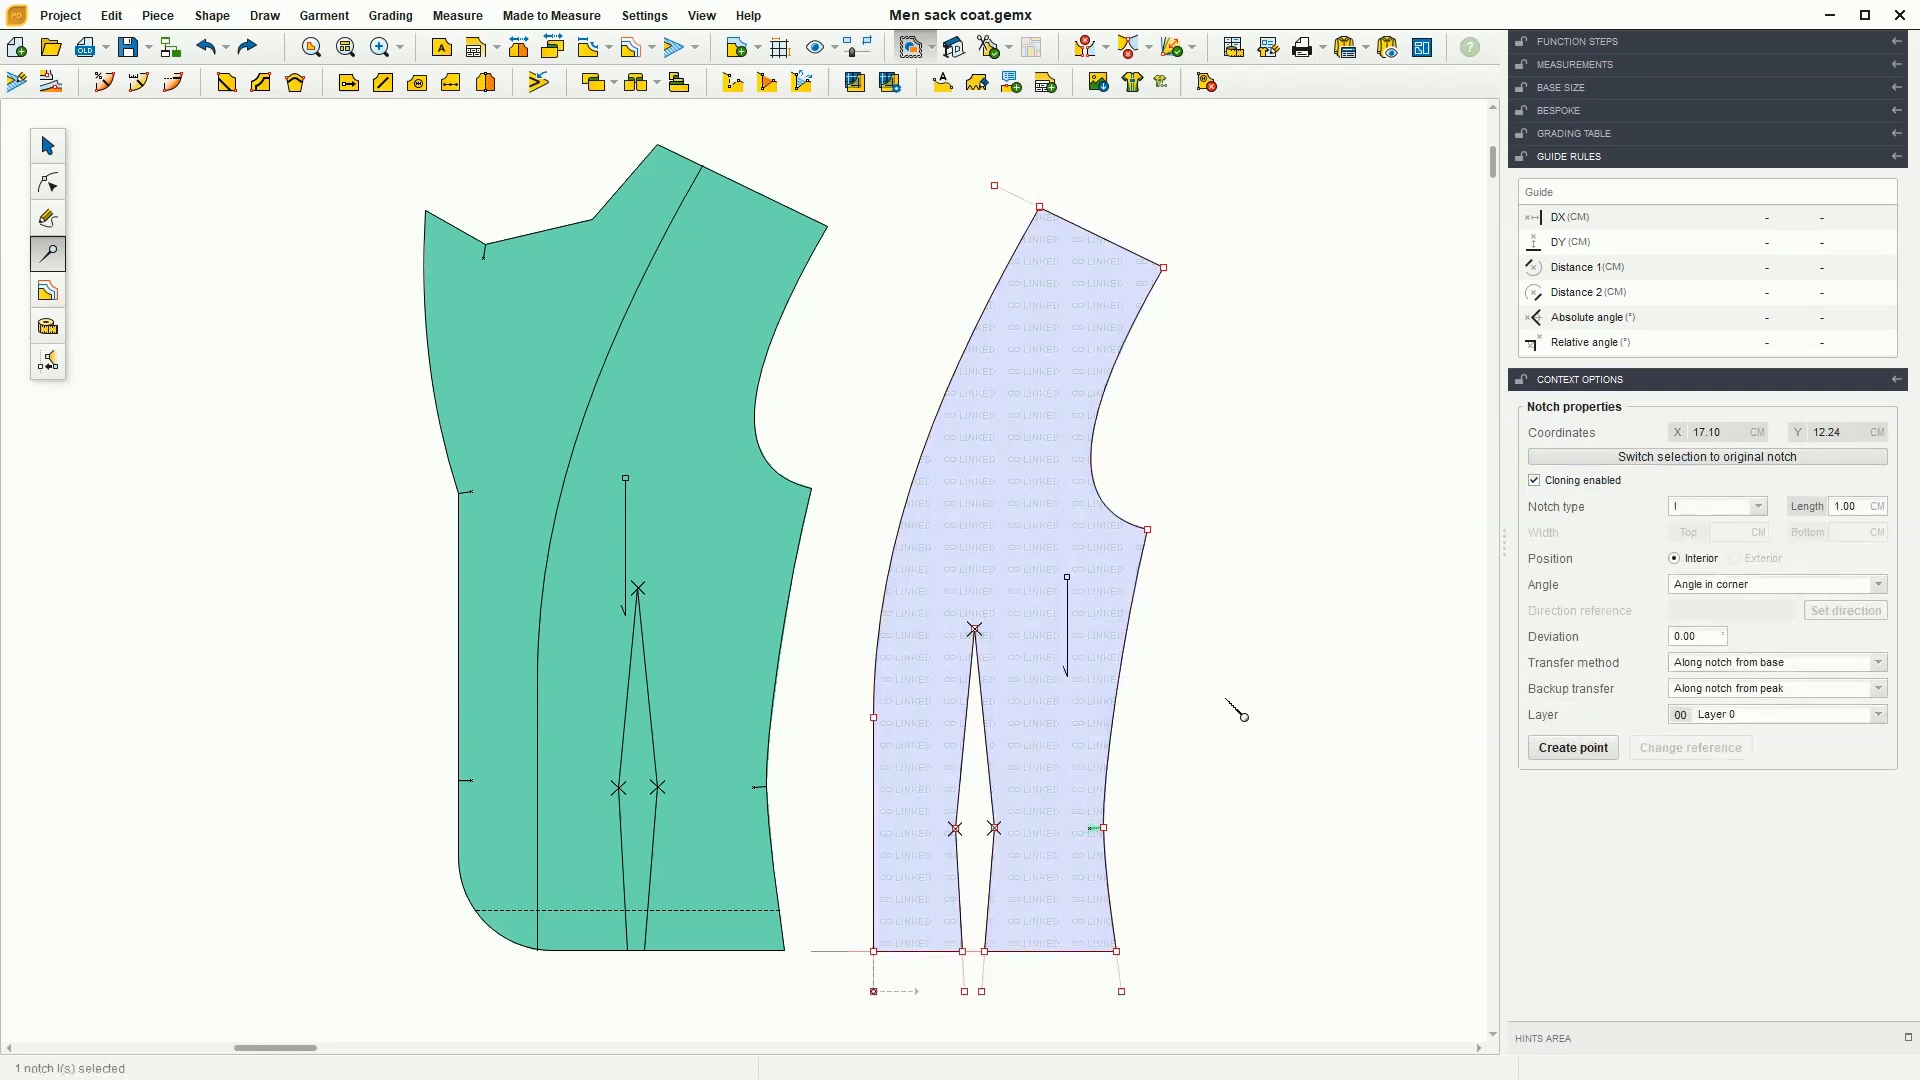 Project Edit Piece Shape Draw Garment Grading Measure Made to Measure Settings View Help
Men sack coat.gemx
FUNCTION STEPS
MEASUREMENTS
BASE SIZE
BESPOKE
GRADING TABLE
GUIDE RULES
Guide
DX (CM) - -
DY (CM) - -
Distance 1(CM) - -
Distance 2 (CM) - -
Absolute angle (°) - -
Relative angle (°) - -
CONTEXT OPTIONS
Notch properties
Coordinates X 17.10 CM Y 12.24 CM
Switch selection to original notch
Cloning enabled
Notch type I Length 1.00 CM
Width Top CM Bottom CM
Position Interior Exterior
Angle Angle in corner
Direction reference Set direction
Deviation 0.00 °
Transfer method Along notch from base
Backup transfer Along notch from peak
Layer 00 Layer 0
Create point Change reference
HINTS AREA
LINKED
1 notch I(s) selected